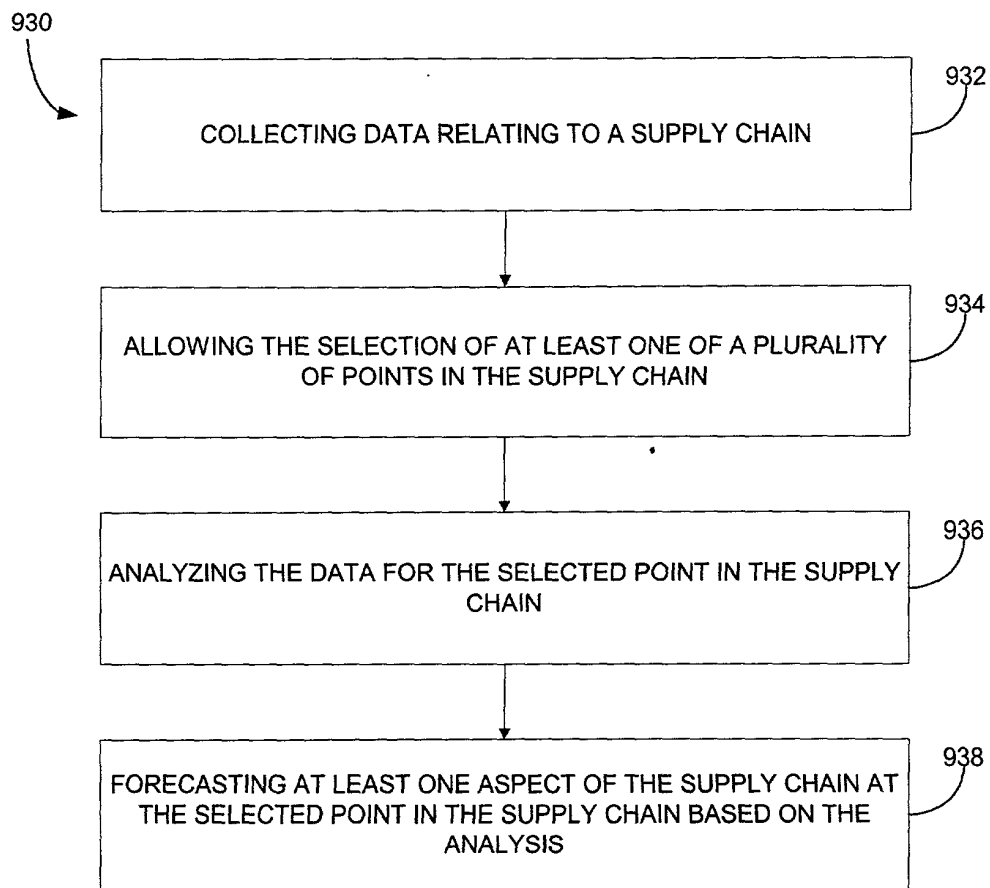 930
932
COLLECTING DATA RELATING TO A SUPPLY CHAIN
934
ALLOWING THE SELECTION OF AT LEAST ONE OF A PLURALITY
OF POINTS IN THE SUPPLY CHAIN
936
ANALYZING THE DATA FOR THE SELECTED POINT IN THE SUPPLY
CHAIN
938
FORECASTING AT LEAST ONE ASPECT OF THE SUPPLY CHAIN AT
THE SELECTED POINT IN THE SUPPLY CHAIN BASED ON THE
ANALYSIS